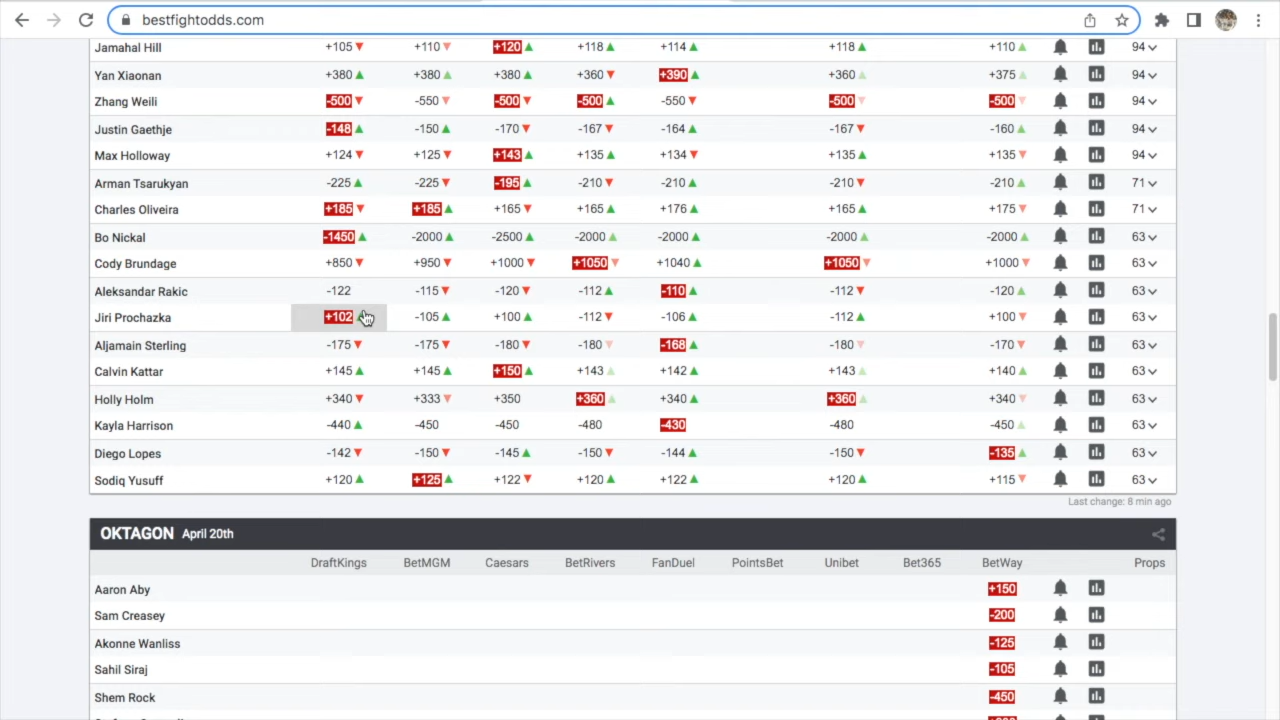 bestfightodds.com
Jamahal Hill +105 +110 +120 +118 +114 +118 +110 94
Yan Xiaonan +380 +380 +380 +360 +390 +360 +375 94
Zhang Weili -500 -550 -500 -500 -550 -500 -500 94
Justin Gaethje -148 -150 -170 -167 -164 -167 -160 94
Max Holloway +124 +125 +143 +135 +134 +135 +135 94
Arman Tsarukyan -225 -225 -195 -210 -210 -210 -210 71
Charles Oliveira +185 +185 +165 +165 +176 +165 +175 71
Bo Nickal -1450 -2000 -2500 -2000 -2000 -2000 -2000 63
Cody Brundage +850 +950 +1000 +1050 +1040 +1050 +1000 63
Aleksandar Rakic -122 -115 -120 -112 -110 -112 -120 63
Jiri Prochazka +102 -105 +100 -112 -106 -112 +100 63
Aljamain Sterling -175 -175 -180 -180 -168 -180 -170 63
Calvin Kattar +145 +145 +150 +143 +142 +143 +140 63
Holly Holm +340 +333 +350 +360 +340 +360 +340 63
Kayla Harrison -440 -450 -450 -480 -430 -480 -450 63
Diego Lopes -142 -150 -145 -150 -144 -150 -135 63
Sodiq Yusuff +120 +125 +122 +120 +122 +120 +115 63
Last change: 8 min ago
OKTAGON April 20th
DraftKings BetMGM Caesars BetRivers FanDuel PointsBet Unibet Bet365 BetWay Props
Aaron Aby +150
Sam Creasey -200
Akonne Wanliss -125
Sahil Siraj -105
Shem Rock -450